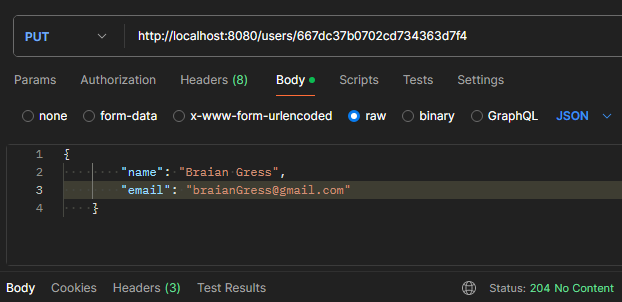 PUT http://localhost:8080/users/667dc37b0702cd734363d7f4
Params Authorization Headers (8) Body Scripts Tests Settings
none form-data x-www-form-urlencoded raw binary GraphQL JSON
1 {
2 "name": "Braian Gress",
3 "email": "braianGress@gmail.com"
4 }
Body Cookies Headers (3) Test Results Status: 204 No Content